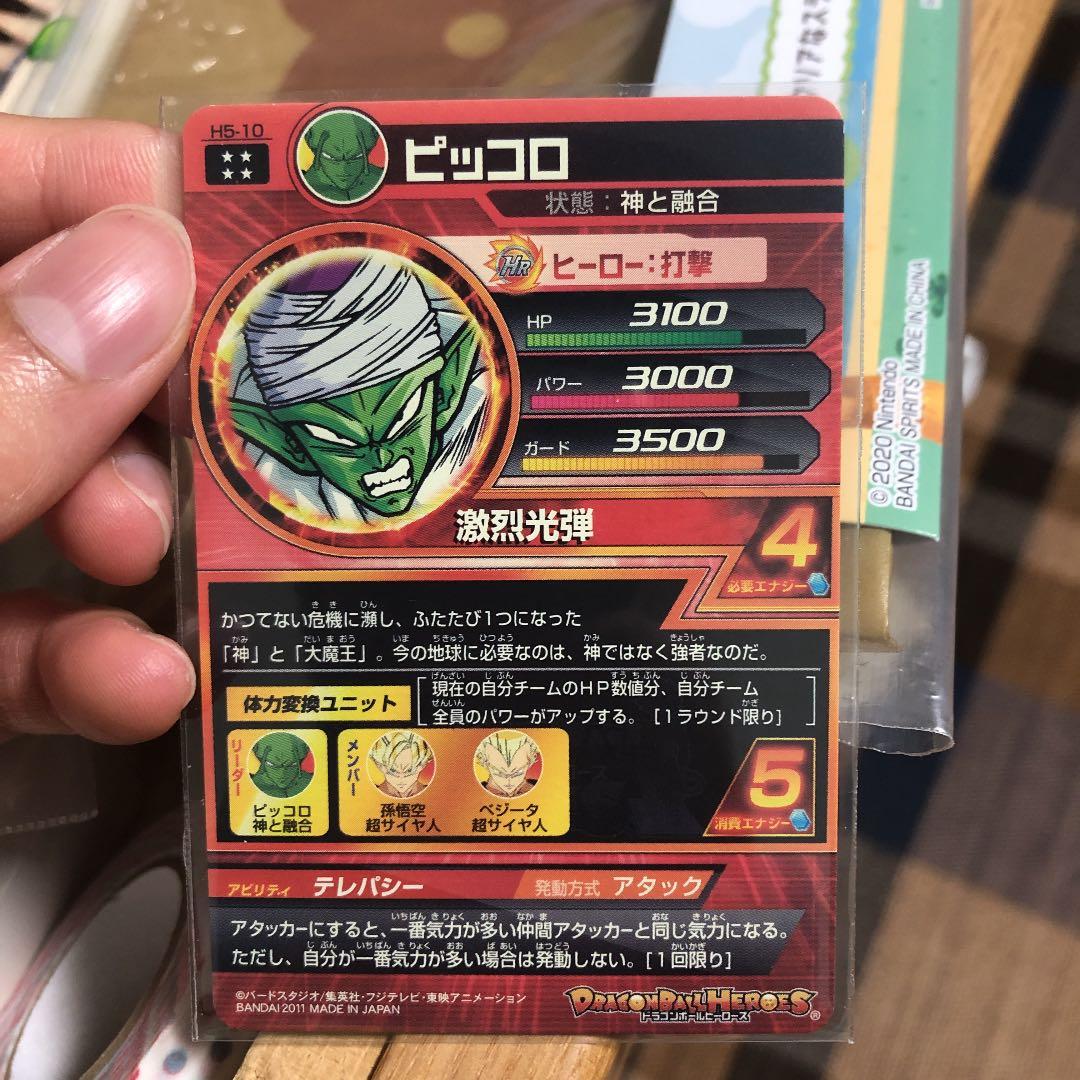 H5-10
ピッコロ
状態：神と融合
HR ヒーロー：打撃
HP 3100
パワー 3000
ガード 3500
激烈光弾
4
必要エナジー
かつてない危機に瀕し、ふたたび1つになった
「神」と「大魔王」。今の地球に必要なのは、神ではなく強者なのだ。
体力変換ユニット
現在の自分チームのＨＰ数値分、自分チーム
全員のパワーがアップする。［1ラウンド限り］
リーダー
ピッコロ
神と融合
メンバー
孫悟空
超サイヤ人
ベジータ
超サイヤ人
5
消費エナジー
アビリティ テレパシー
発動方式 アタック
アタッカーにすると、一番気力が多い仲間アタッカーと同じ気力になる。
ただし、自分が一番気力が多い場合は発動しない。［1回限り］
©バードスタジオ/集英社・フジテレビ・東映アニメーション
BANDAI 2011 MADE IN JAPAN
DRAGONBALL HEROES®
ドラゴンボールヒーローズ
© 2020 Nintendo
BANDAI SPIRITS MADE IN CHINA